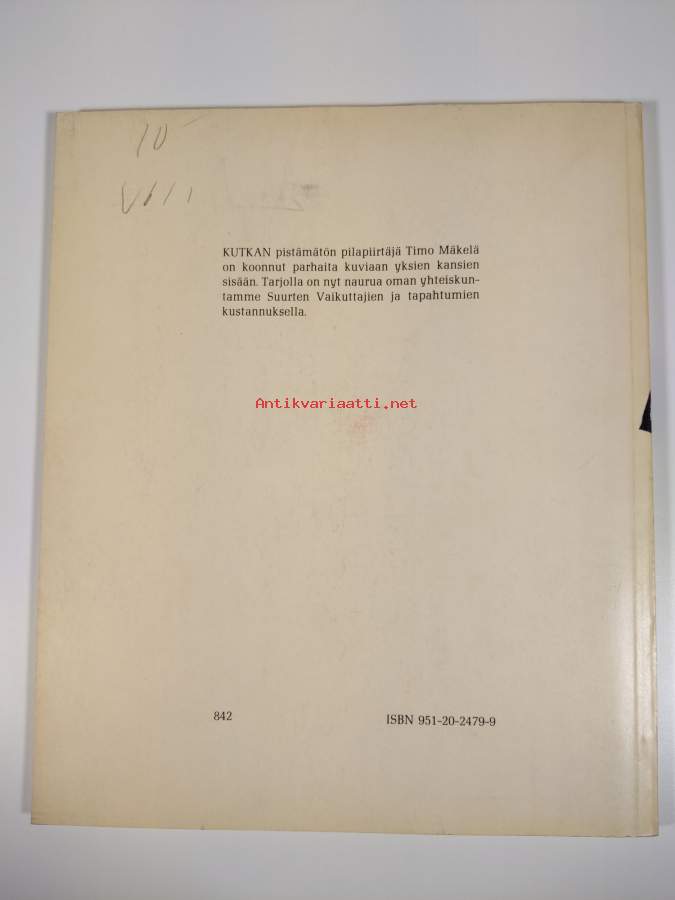 10
KUTKAN pistämätön pilapiirtäjä Timo Mäkelä
on koonnut parhaita kuviaan yksien kansien
sisään. Tarjolla on nyt naurua oman yhteiskun-
tamme Suurten Vaikuttajien ja tapahtumien
kustannuksella.
Antikvariaatti.net
842
ISBN 951-20-2479-9